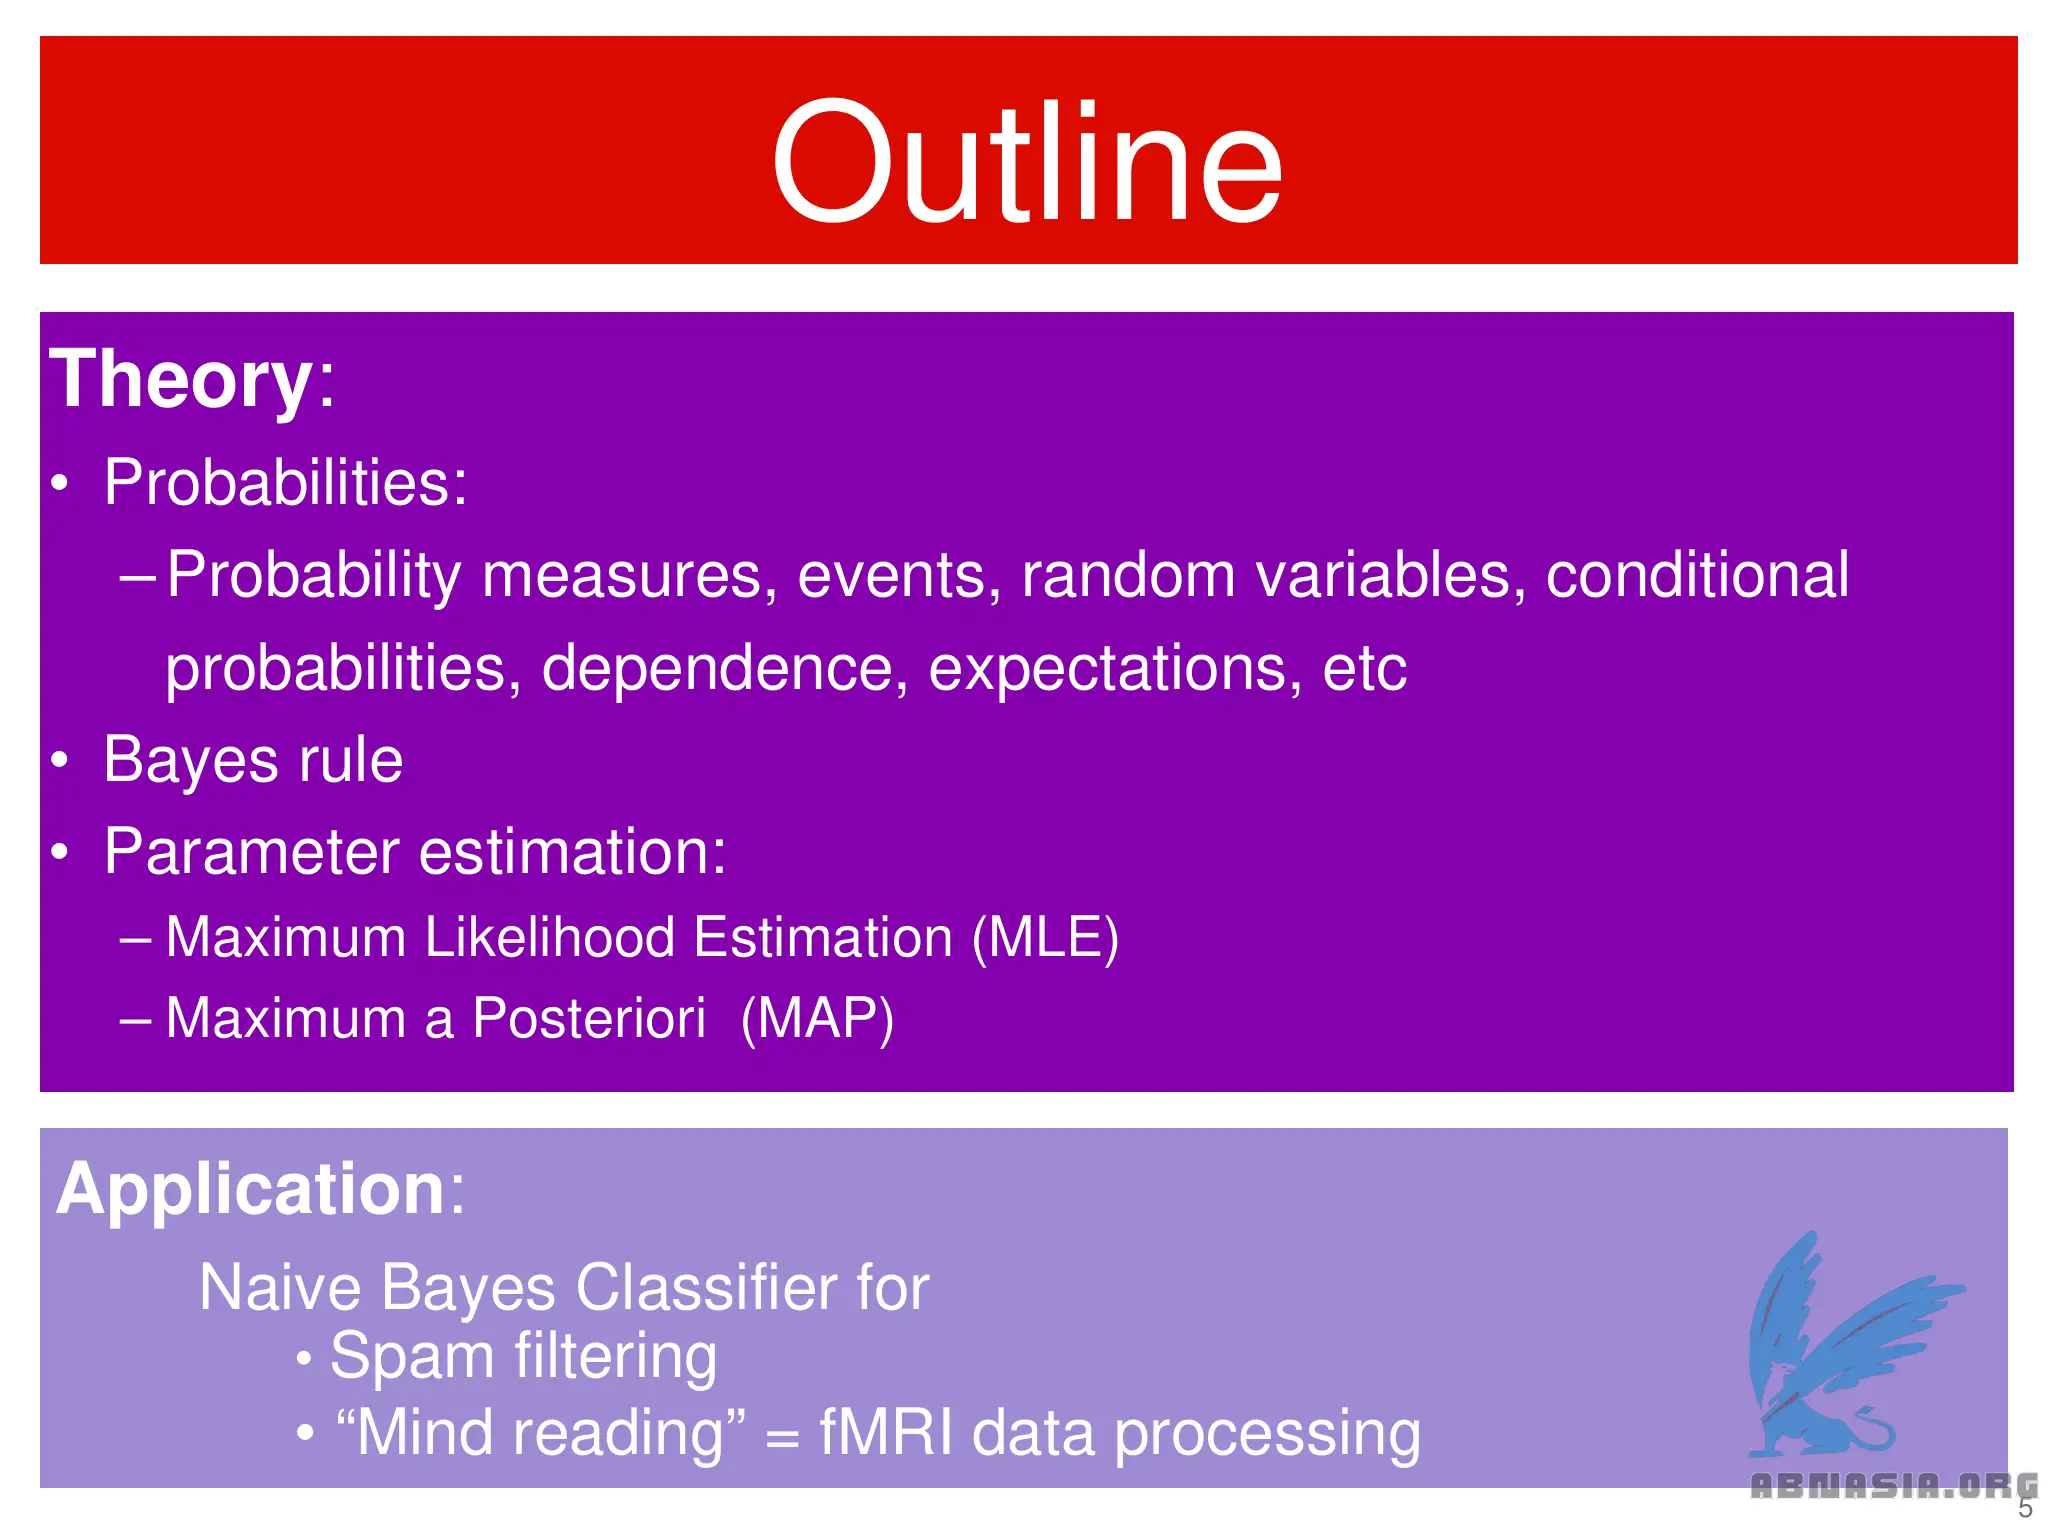 Outline
Theory:
• Probabilities:
–Probability measures, events, random variables, conditional
probabilities, dependence, expectations, etc
• Bayes rule
• Parameter estimation:
– Maximum Likelihood Estimation (MLE)
– Maximum a Posteriori  (MAP)
Application:
Naive Bayes Classifier for
• Spam filtering
• “Mind reading” = fMRI data processing
ABNASIA.ORG
5